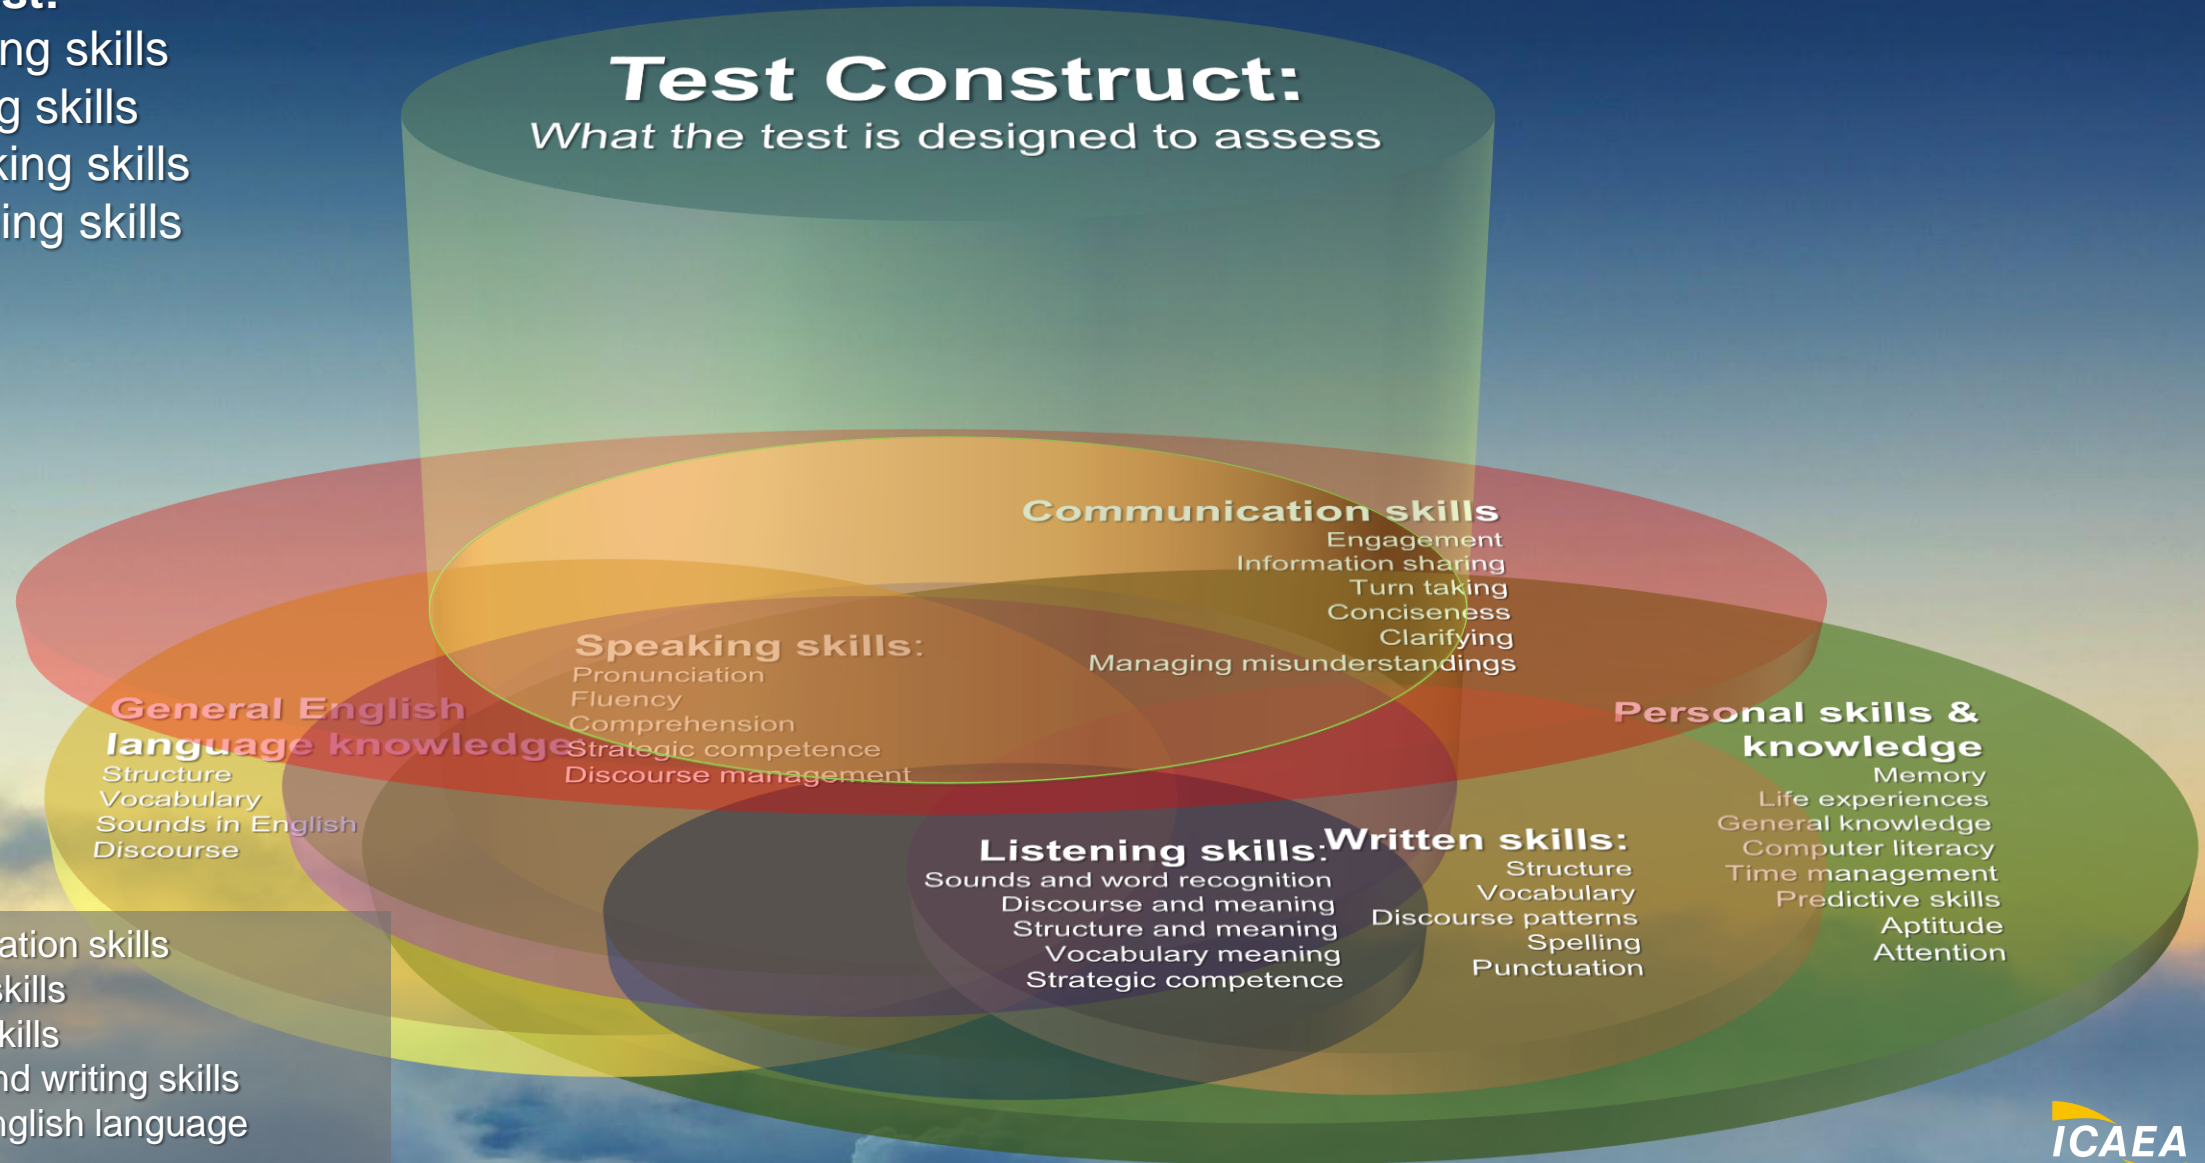 st:
ng skills
g skills
king skills
ing skills
Test Construct:
What the test is designed to assess
Communication skills
Engagement
Information sharing
Turn taking
Conciseness
Clarifying
Managing misunderstandings
Speaking skills:
Pronunciation
Fluency
Comprehension
Strategic competence
Discourse management
General English
language knowledge:
Structure
Vocabulary
Sounds in English
Discourse
Listening skills:
Sounds and word recognition
Discourse and meaning
Structure and meaning
Vocabulary meaning
Strategic competence
Written skills:
Structure
Vocabulary
Discourse patterns
Spelling
Punctuation
Personal skills &
knowledge
Memory
Life experiences
General knowledge
Computer literacy
Time management
Predictive skills
Aptitude
Attention
ation skills
skills
kills
nd writing skills
nglish language
ICAEA